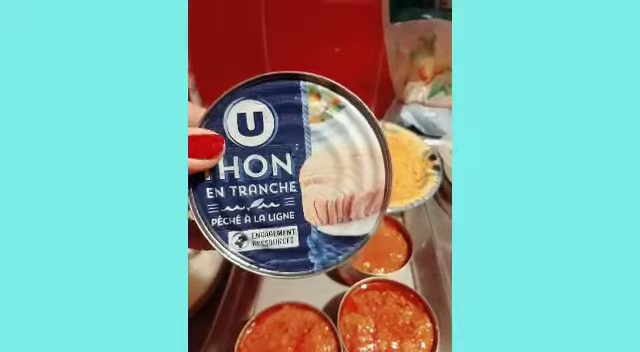 U
THON
EN TRANCHE
PÊCHÉ À LA LIGNE
ENGAGEMENT
RESSOURCES